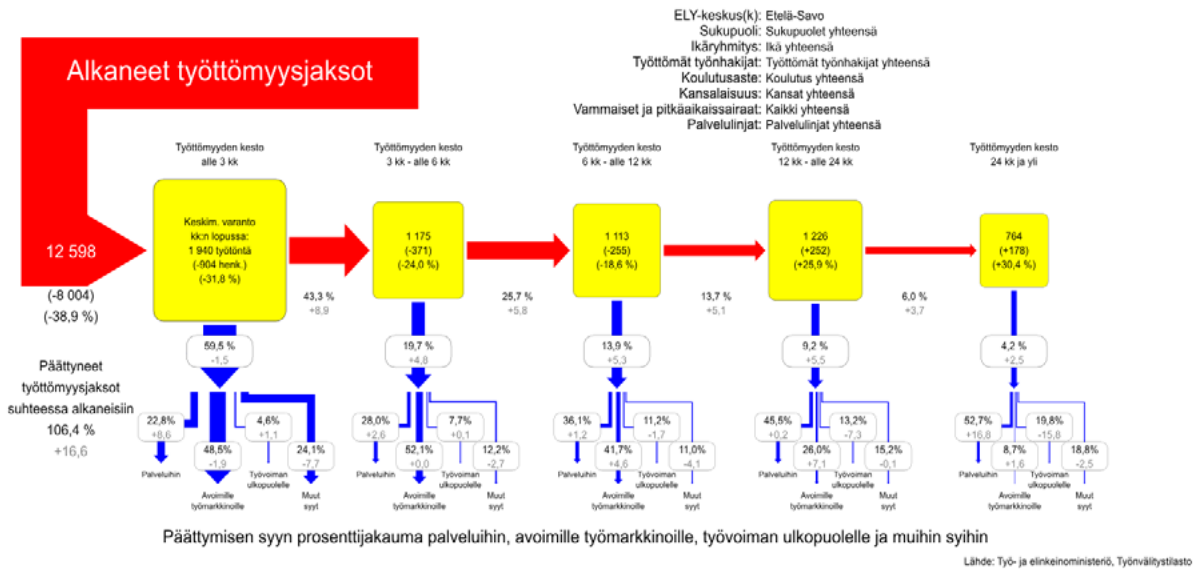 ELY-keskus(k): Etelä-Savo
Sukupuoli: Sukupuolet yhteensä
Ikäryhmitys: Ikä yhteensä
Työttömät työnhakijat: Työttömät työnhakijat yhteensä
Koulutusaste: Koulutus yhteensä
Kansalaisuus: Kansat yhteensä
Vammaiset ja pitkäaikaissairaat: Kaikki yhteensä
Palvelulinjat: Palvelulinjat yhteensä
Alkaneet työttömyysjaksot
12 598
(-8 004)
(-38,9 %)
Työttömyyden kesto
alle 3 kk
Keskim. varanto
kk:n lopussa:
1 940 työtöntä
(-904 henk.)
(-31,8 %)
43,3 %
+8,9
Työttömyyden kesto
3 kk - alle 6 kk
1 175
(-371)
(-24,0 %)
25,7 %
+5,8
Työttömyyden kesto
6 kk - alle 12 kk
1 113
(-255)
(-18,6 %)
13,7 %
+5,1
Työttömyyden kesto
12 kk - alle 24 kk
1 226
(+252)
(+25,9 %)
6,0 %
+3,7
Työttömyyden kesto
24 kk ja yli
764
(+178)
(+30,4 %)
Päättyneet
työttömyysjaksot
suhteessa alkaneisiin
106,4 %
+16,6
59,5 %
-1,5
22,8%
+8,6
Palveluihin
48,5%
-1,9
Avoimille
työmarkkinoille
4,6%
+1,1
Työvoiman
ulkopuolelle
24,1%
-7,7
Muut
syyt
19,7 %
+4,8
28,0%
+2,6
Palveluihin
52,1%
+0,0
Avoimille
työmarkkinoille
7,7%
+0,1
Työvoiman
ulkopuolelle
12,2%
-2,7
Muut
syyt
13,9 %
+5,3
36,1%
+1,2
Palveluihin
41,7%
+4,6
Avoimille
työmarkkinoille
11,2%
-1,7
Työvoiman
ulkopuolelle
11,0%
-4,1
Muut
syyt
9,2 %
+5,5
45,5%
+0,2
Palveluihin
26,0%
+7,1
Avoimille
työmarkkinoille
13,2%
-7,3
Työvoiman
ulkopuolelle
15,2%
-0,1
Muut
syyt
4,2 %
+2,5
52,7%
+16,8
Palveluihin
8,7%
+1,6
Avoimille
työmarkkinoille
19,8%
-15,8
Työvoiman
ulkopuolelle
18,8%
-2,5
Muut
syyt
Päättymisen syyn prosenttijakauma palveluihin, avoimille työmarkkinoille, työvoiman ulkopuolelle ja muihin syihin
Lähde: Työ- ja elinkeinoministeriö, Työnvälitystilasto